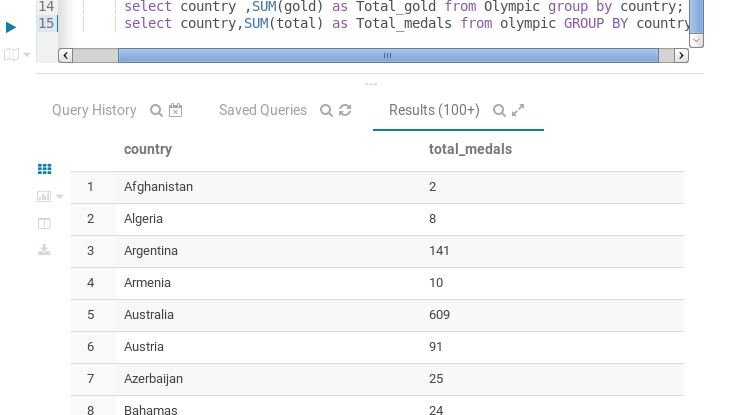 14 select country ,SUM(gold) as Total_gold from Olympic group by country;
15 select country,SUM(total) as Total_medals from olympic GROUP BY country
Query History Saved Queries Results (100+)
country total_medals
1 Afghanistan 2
2 Algeria 8
3 Argentina 141
4 Armenia 10
5 Australia 609
6 Austria 91
7 Azerbaijan 25
8 Bahamas 24